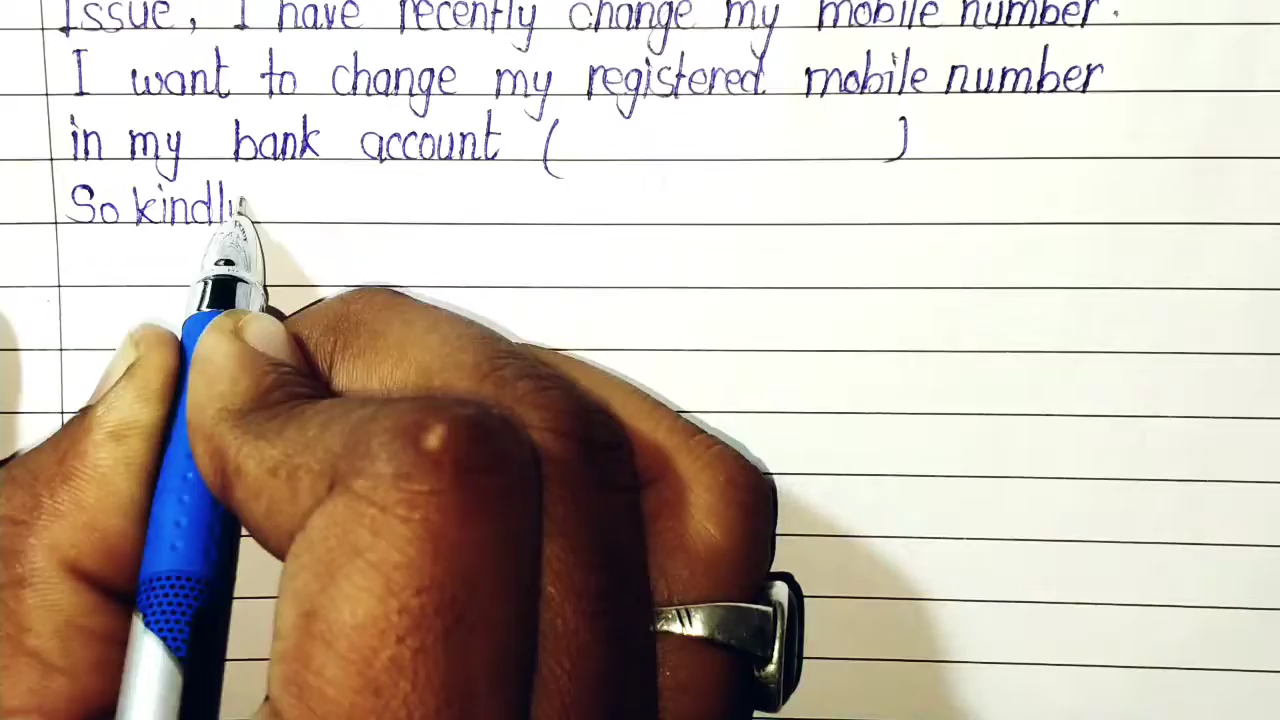 Issue, I have recently change my mobile number.
I want to change my registered mobile number
in my bank account ( )
So kindly